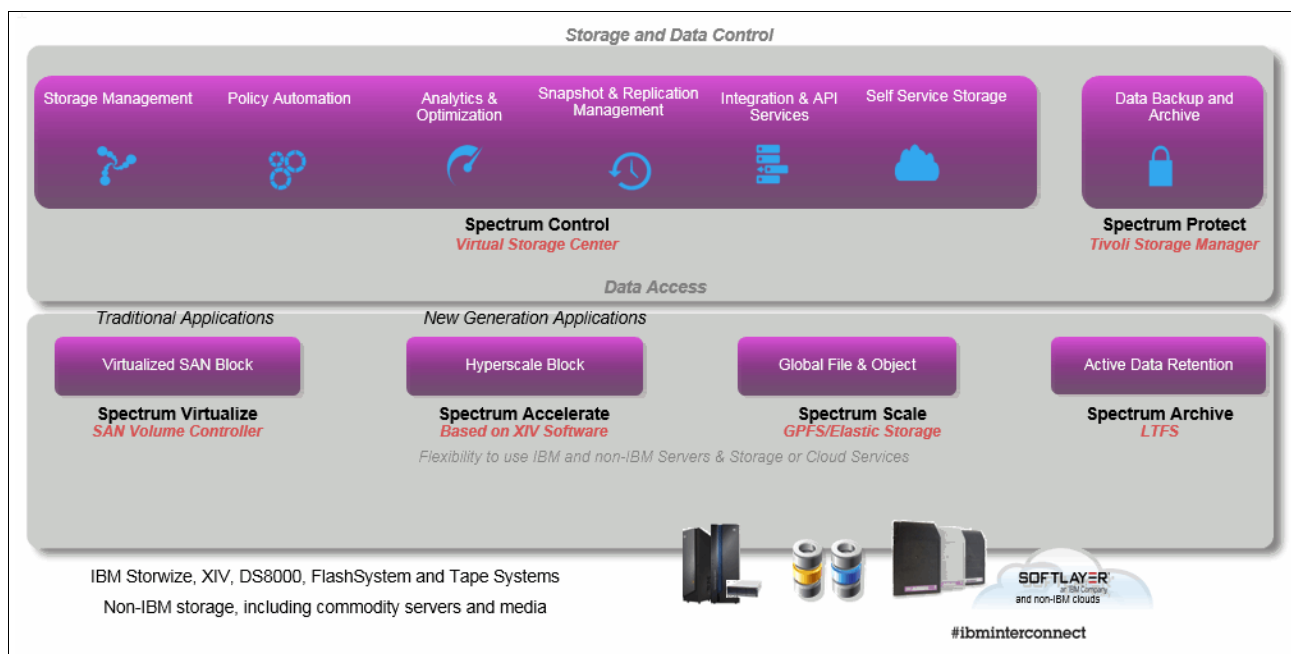 Storage and Data Control
Storage Management
Policy Automation
Analytics &
Optimization
Snapshot & Replication
Management
Integration & API
Services
Self Service Storage
Data Backup and
Archive
Spectrum Control
Virtual Storage Center
Spectrum Protect
Tivoli Storage Manager
Data Access
Traditional Applications
New Generation Applications
Virtualized SAN Block
Hyperscale Block
Global File & Object
Active Data Retention
Spectrum Virtualize
SAN Volume Controller
Spectrum Accelerate
Based on XIV Software
Spectrum Scale
GPFS/Elastic Storage
Spectrum Archive
LTFS
Flexibility to use IBM and non-IBM Servers & Storage or Cloud Services
IBM Storwize, XIV, DS8000, FlashSystem and Tape Systems
Non-IBM storage, including commodity servers and media
SOFTLAYER
an IBM Company
and non-IBM clouds
#ibminterconnect